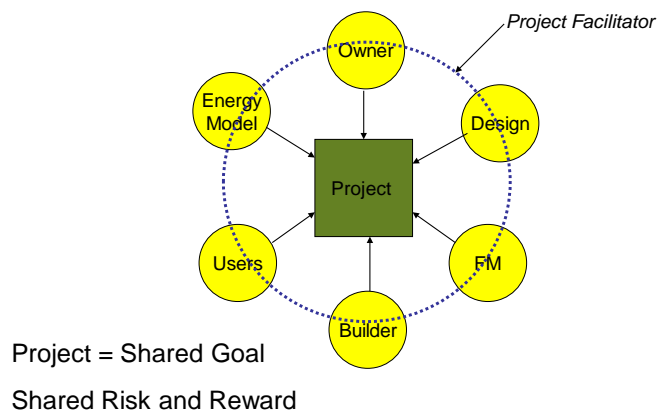 Project Facilitator
Owner
Energy
Model
Design
Project
Users
FM
Builder
Project = Shared Goal
Shared Risk and Reward